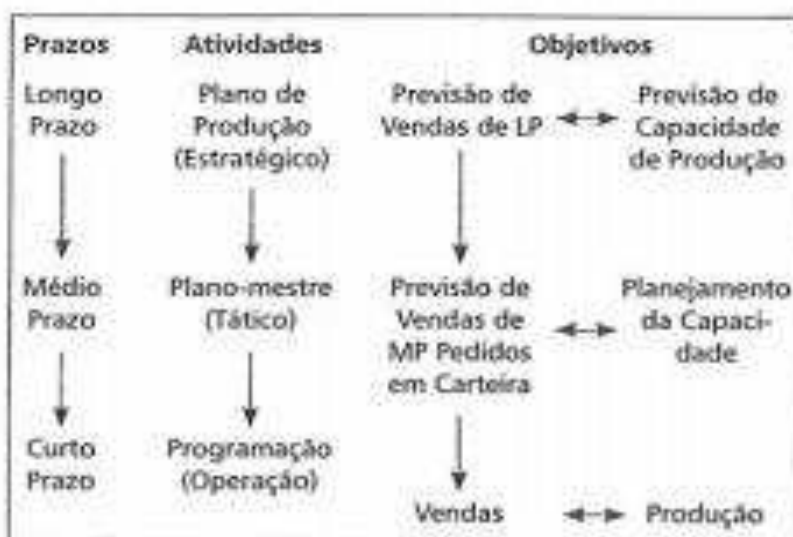 Prazos Atividades Objetivos
Longo Plano de Previsão de Previsão de
Prazo Produção Vendas de LP Capacidade
(Estratégico) de Produção
Médio Plano-mestre Previsão de Planejamento
Prazo (Tático) Vendas de da Capaci-
MP Pedidos dade
em Carteira
Curto Programação
Prazo (Operação)
Vendas Produção